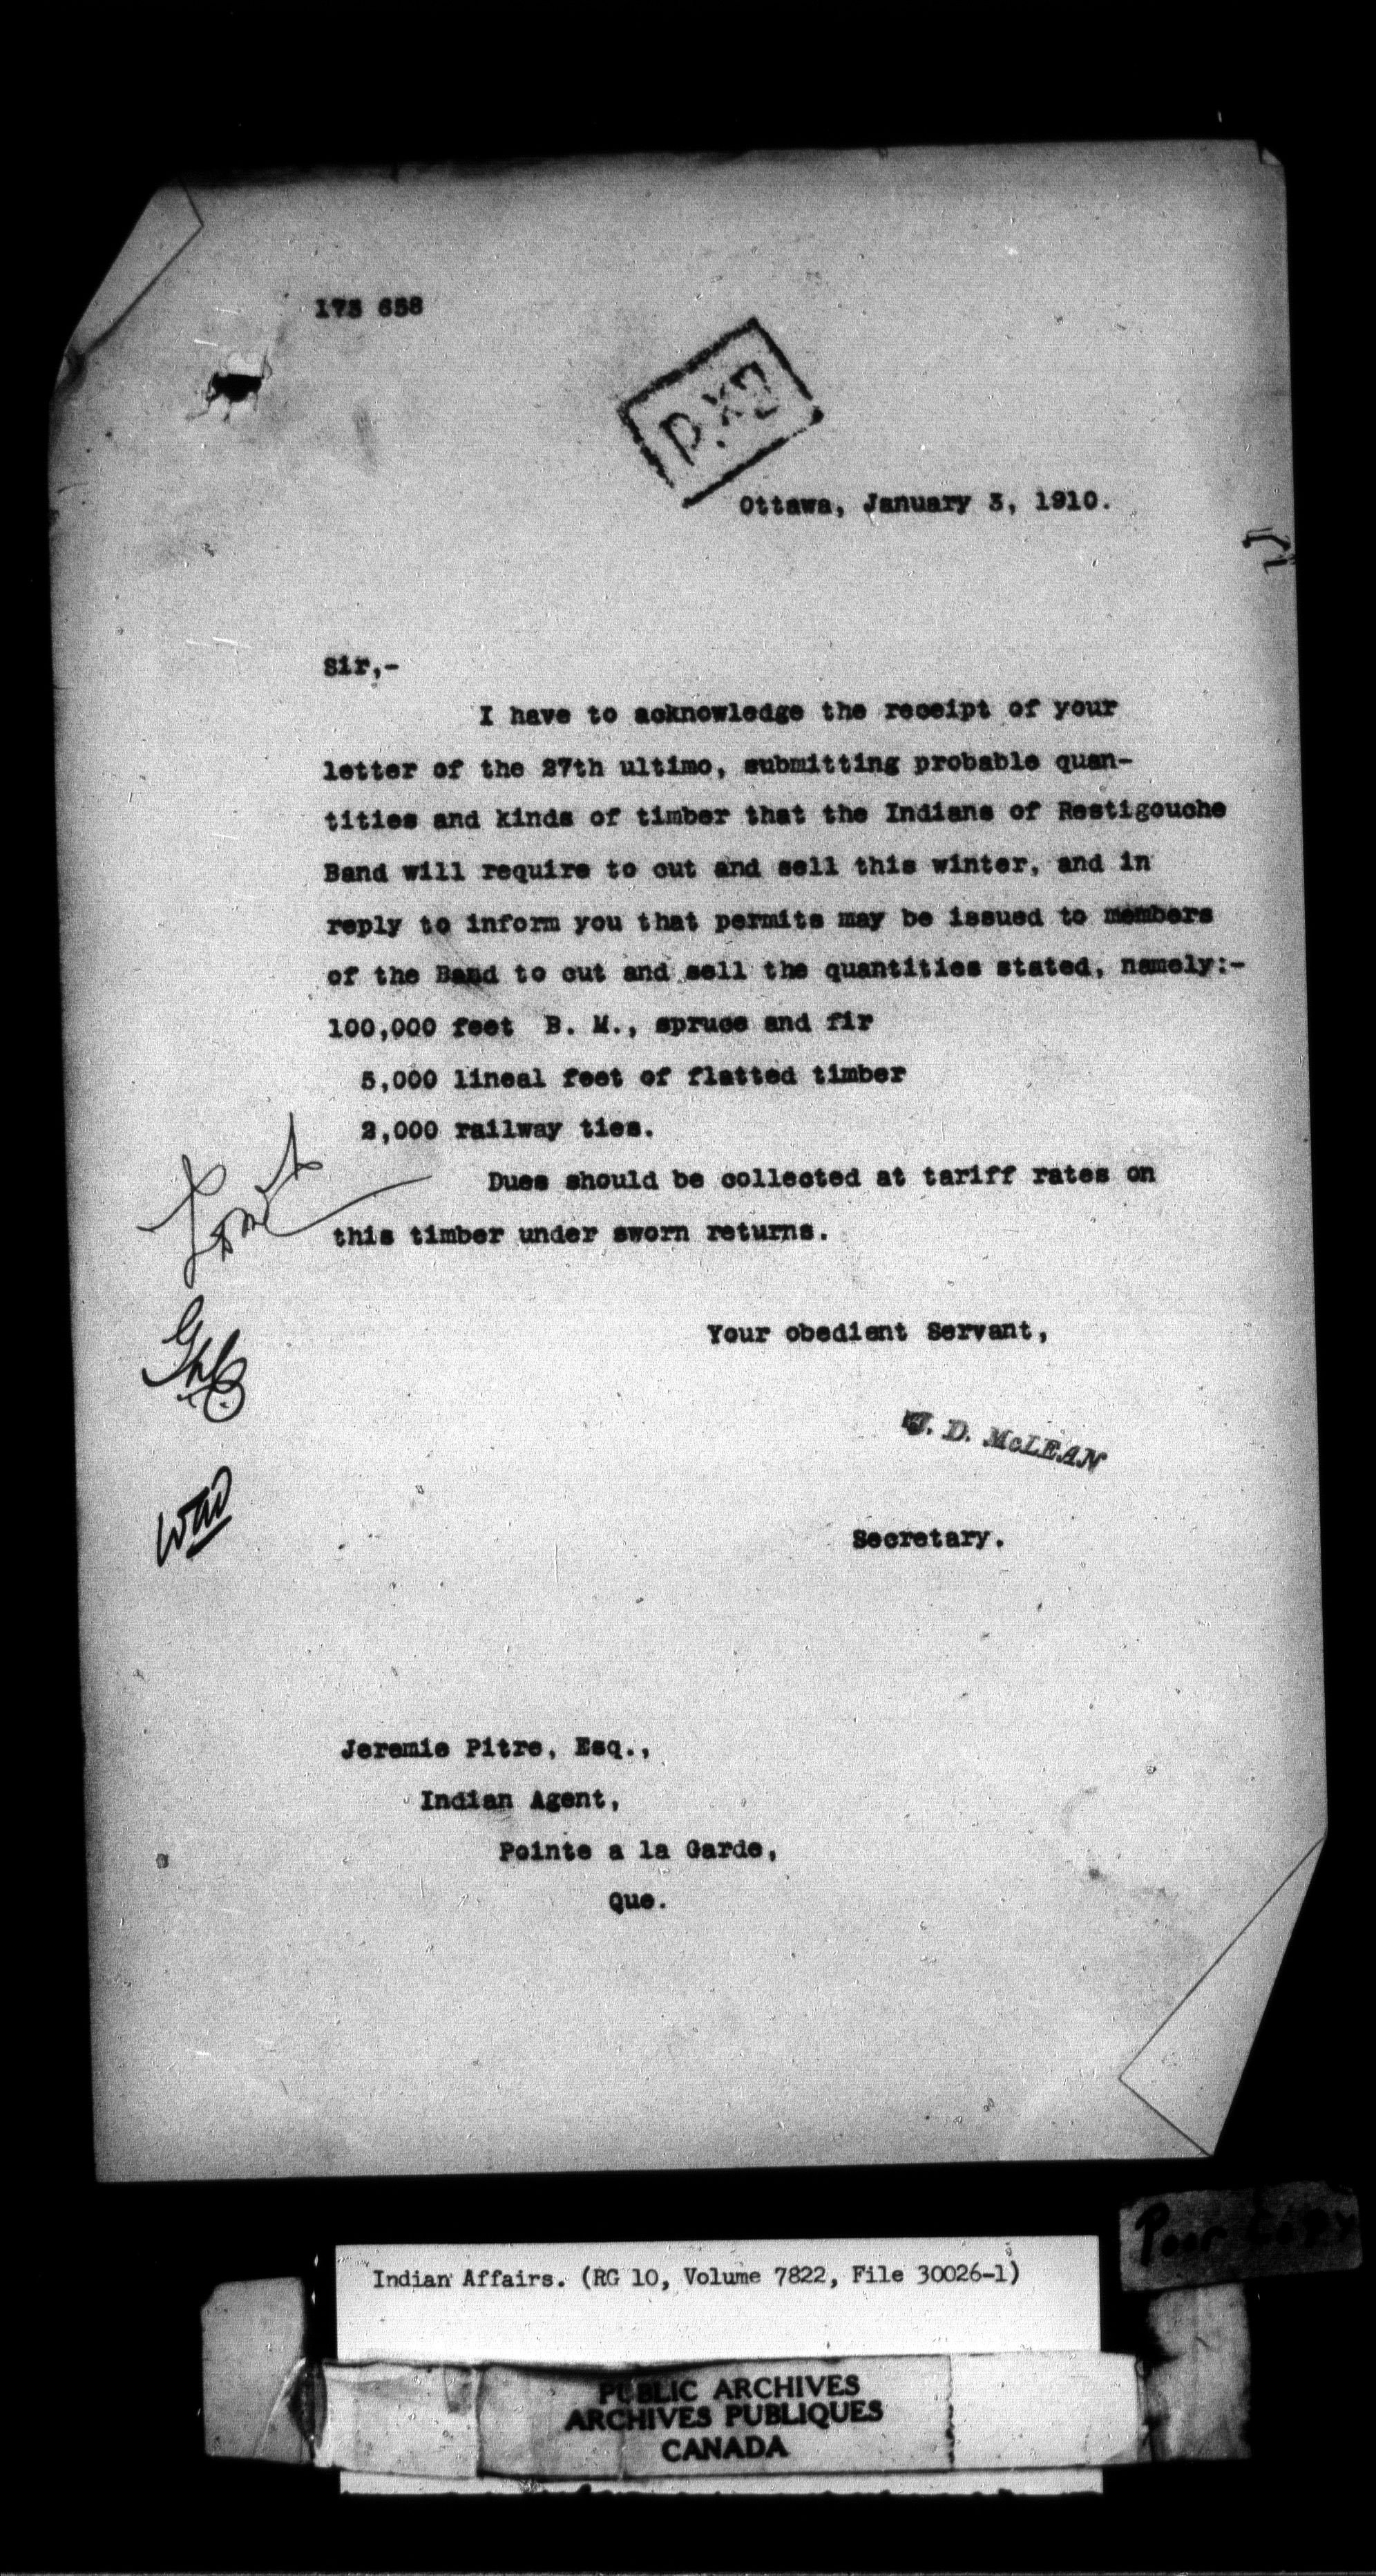 173 658
Ex'd
Ottawa, January 3, 1910.
Sir,-
I have to acknowledge the receipt of your
letter of the 27th ultimo, submitting probable quan-
tities and kinds of timber that the Indians of Restigouche
Band will require to cut and sell this winter, and in
reply to inform you that permits may be issued to members
of the Band to cut and sell the quantities stated, namely:-
100,000 feet B. M., spruce and fir
5,000 lineal feet of flatted timber
2,000 railway ties.
Dues should be collected at tariff rates on
this timber under sworn returns.
Your obedient Servant,
J. D. McLEAN
Secretary.
Jeremie Pitre, Esq.,
Indian Agent,
Pointe a la Garde,
Que.
Poor Copy
Indian Affairs. (RG 10, Volume 7822, File 30026-1)
PUBLIC ARCHIVES
ARCHIVES PUBLIQUES
CANADA